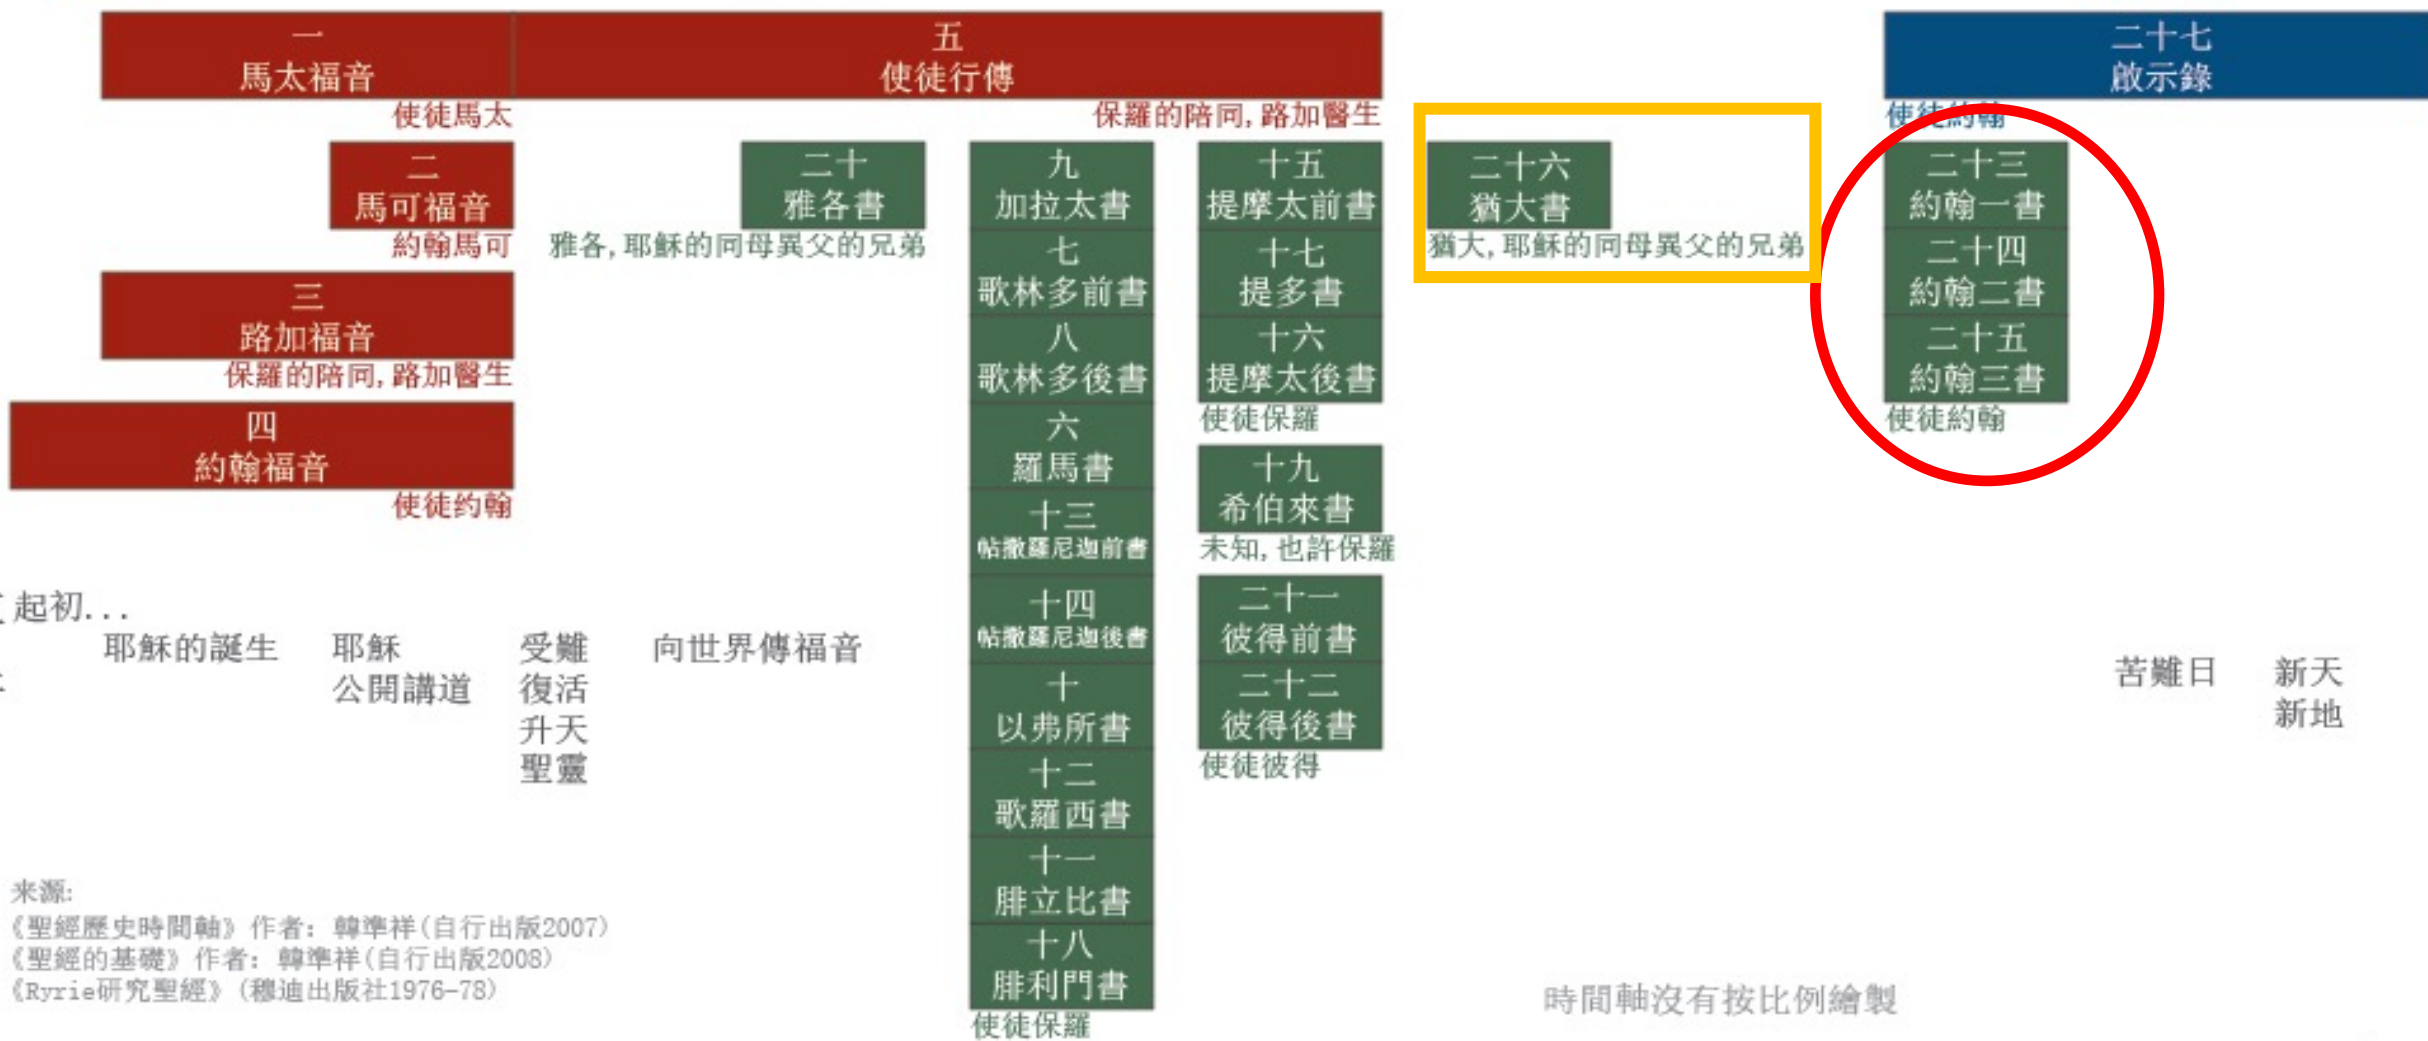 一
馬太福音
使徒馬太
五
使徒行傳
保羅的陪同,路加醫生
二十七
啟示錄
使徒約翰
二
馬可福音
約翰馬可
三
路加福音
保羅的陪同,路加醫生
四
約翰福音
使徒约翰
二十
雅各書
雅各,耶穌的同母異父的兄弟
九
加拉太書
七
歌林多前書
八
歌林多後書
六
羅馬書
十三
帖撒羅尼迦前書
十四
帖撒羅尼迦後書
十
以弗所書
十二
歌羅西書
十一
腓立比書
十八
腓利門書
使徒保羅
十五
提摩太前書
十七
提多書
十六
提摩太後書
使徒保羅
十九
希伯來書
未知,也許保羅
二十一
彼得前書
二十二
彼得後書
使徒彼得
二十六
猶大書
猶大,耶穌的同母異父的兄弟
二十三
約翰一書
二十四
約翰二書
二十五
約翰三書
使徒約翰
起初...
耶穌的誕生
耶穌
公開講道
受難
復活
升天
聖靈
向世界傳福音
苦難日
新天
新地
来源:
《聖經歷史時間軸》作者: 韓準祥(自行出版2007)
《聖經的基礎》作者: 韓準祥(自行出版2008)
《Ryrie研究聖經》(穆迪出版社1976-78)
時間軸沒有按比例繪製